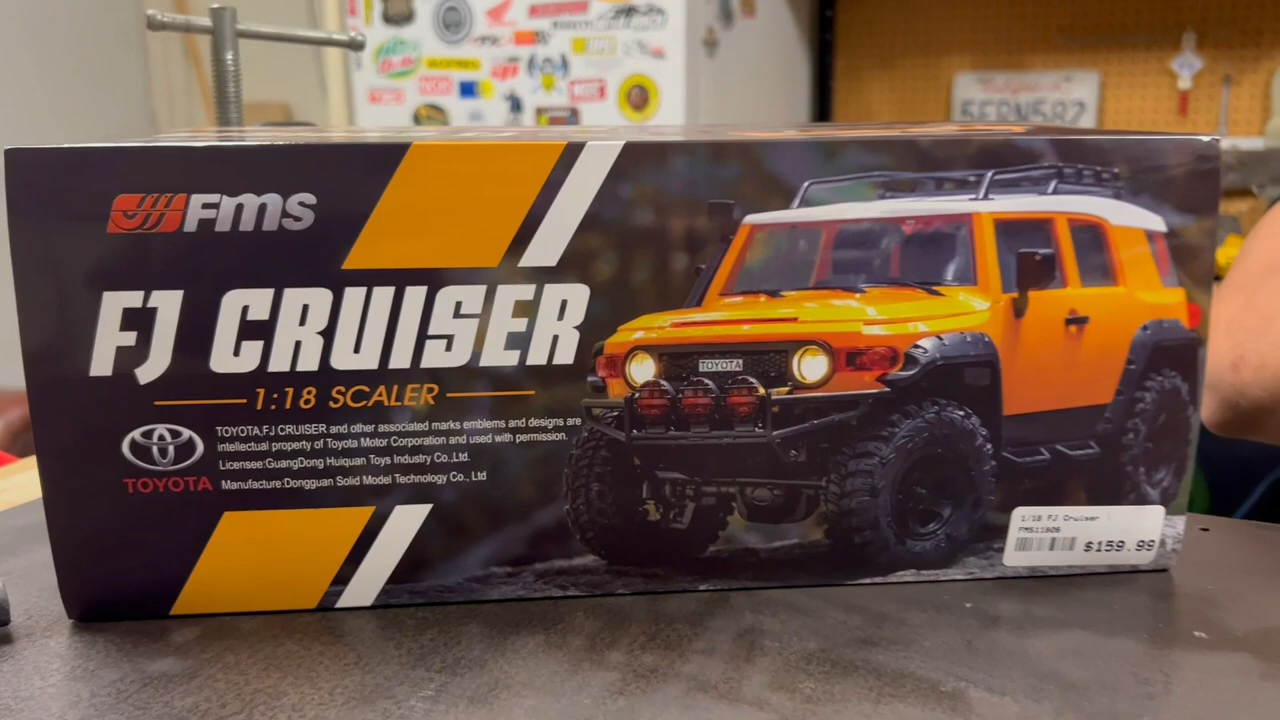 5ERN582
Fms
FJ CRUISER
1:18 SCALER
TOYOTA
TOYOTA,FJ CRUISER and other associated marks emblems and designs are
intellectual property of Toyota Motor Corporation and used with permission.
Licensee:GuangDong Huiquan Toys Industry Co.,Ltd.
TOYOTA
Manufacture:Dongguan Solid Model Technology Co., Ltd
1/18 FJ Cruiser
FMS11806
$159.99